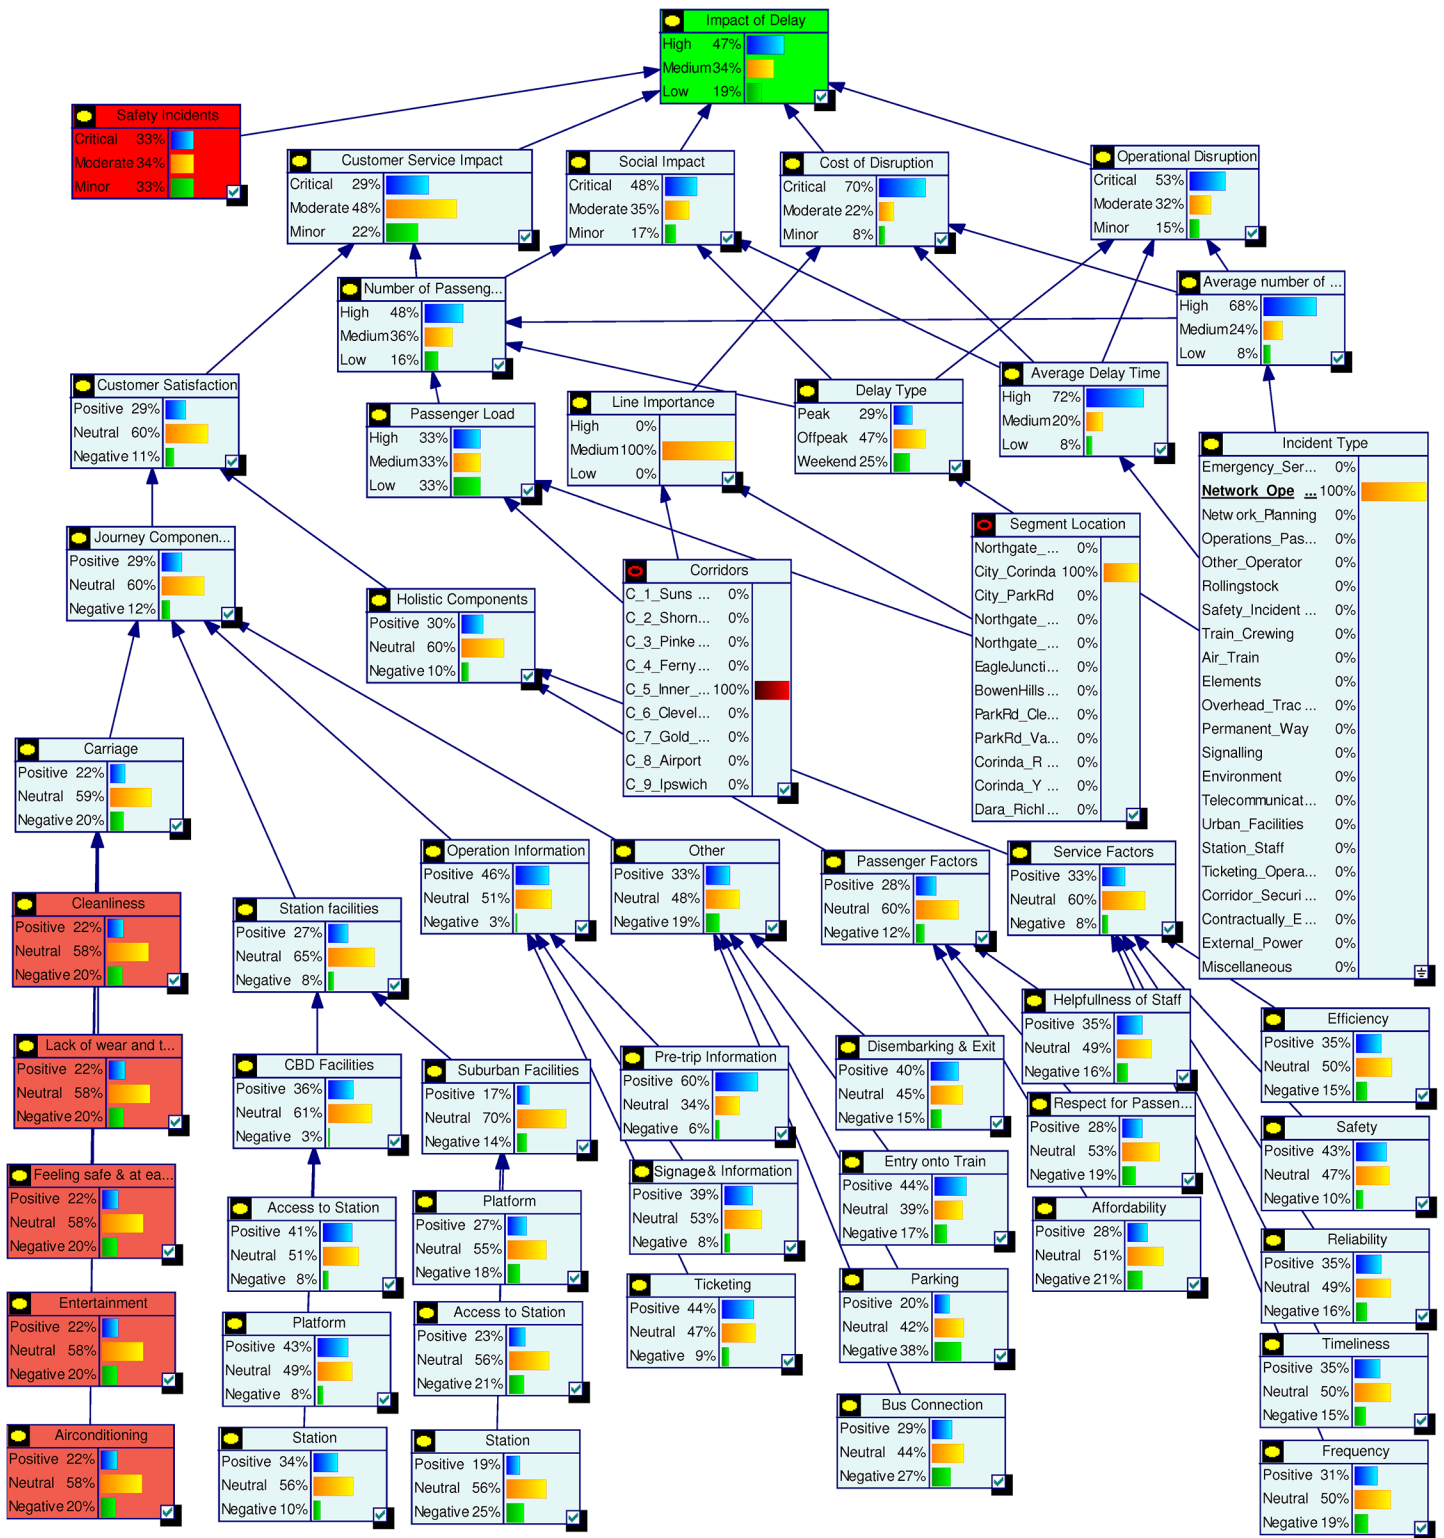 Impact of Delay
High 47%
Medium 34%
Low 19%
Safety Incidents
Critical 33%
Moderate 34%
Minor 33%
Customer Service Impact
Critical 29%
Moderate 48%
Minor 22%
Social Impact
Critical 48%
Moderate 35%
Minor 17%
Cost of Disruption
Critical 70%
Moderate 22%
Minor 8%
Operational Disruption
Critical 53%
Moderate 32%
Minor 15%
Number of Passeng...
High 48%
Medium 36%
Low 16%
Average number of ...
High 68%
Medium 24%
Low 8%
Customer Satisfaction
Positive 29%
Neutral 60%
Negative 11%
Passenger Load
High 33%
Medium 33%
Low 33%
Line Importance
High 0%
Medium 100%
Low 0%
Delay Type
Peak 29%
Offpeak 47%
Weekend 25%
Average Delay Time
High 72%
Medium 20%
Low 8%
Incident Type
Emergency_Ser... 0%
Network_Ope ... 100%
Network_Planning 0%
Operations_Pas... 0%
Other_Operator 0%
Rollingstock 0%
Safety_Incident ... 0%
Train_Crewing 0%
Air_Train 0%
Elements 0%
Overhead_Trac ... 0%
Permanent_Way 0%
Signalling 0%
Environment 0%
Telecommunicat... 0%
Urban_Facilities 0%
Station_Staff 0%
Ticketing_Opera... 0%
Corridor_Securi ... 0%
Contractually_E ... 0%
External_Power 0%
Miscellaneous 0%
Journey Componen...
Positive 29%
Neutral 60%
Negative 12%
Holistic Components
Positive 30%
Neutral 60%
Negative 10%
Corridors
C_1_Suns ... 0%
C_2_Shorn... 0%
C_3_Pinke ... 0%
C_4_Ferny ... 0%
C_5_Inner_... 100%
C_6_Clevel... 0%
C_7_Gold_... 0%
C_8_Airport 0%
C_9_Ipswich 0%
Segment Location
Northgate_... 0%
City_Corinda 100%
City_ParkRd 0%
Northgate_... 0%
Northgate_... 0%
EagleJuncti... 0%
BowenHills ... 0%
ParkRd_Cle... 0%
ParkRd_Va... 0%
Corinda_R ... 0%
Corinda_Y ... 0%
Dara_Richl ... 0%
Carriage
Positive 22%
Neutral 59%
Negative 20%
Operation Information
Positive 46%
Neutral 51%
Negative 3%
Other
Positive 33%
Neutral 48%
Negative 19%
Passenger Factors
Positive 28%
Neutral 60%
Negative 12%
Service Factors
Positive 33%
Neutral 60%
Negative 8%
Cleanliness
Positive 22%
Neutral 58%
Negative 20%
Station facilities
Positive 27%
Neutral 65%
Negative 8%
Helpfullness of Staff
Positive 35%
Neutral 49%
Negative 16%
Efficiency
Positive 35%
Neutral 50%
Negative 15%
Lack of wear and t...
Positive 22%
Neutral 58%
Negative 20%
CBD Facilities
Positive 36%
Neutral 61%
Negative 3%
Suburban Facilities
Positive 17%
Neutral 70%
Negative 14%
Pre-trip Information
Positive 60%
Neutral 34%
Negative 6%
Disembarking & Exit
Positive 40%
Neutral 45%
Negative 15%
Respect for Passen...
Positive 28%
Neutral 53%
Negative 19%
Safety
Positive 43%
Neutral 47%
Negative 10%
Feeling safe & at ea...
Positive 22%
Neutral 58%
Negative 20%
Access to Station
Positive 41%
Neutral 51%
Negative 8%
Platform
Positive 27%
Neutral 55%
Negative 18%
Signage & Information
Positive 39%
Neutral 53%
Negative 8%
Entry onto Train
Positive 44%
Neutral 39%
Negative 17%
Affordability
Positive 28%
Neutral 51%
Negative 21%
Reliability
Positive 35%
Neutral 49%
Negative 16%
Entertainment
Positive 22%
Neutral 58%
Negative 20%
Platform
Positive 43%
Neutral 49%
Negative 8%
Access to Station
Positive 23%
Neutral 56%
Negative 21%
Ticketing
Positive 44%
Neutral 47%
Negative 9%
Parking
Positive 20%
Neutral 42%
Negative 38%
Timeliness
Positive 35%
Neutral 50%
Negative 15%
Airconditioning
Positive 22%
Neutral 58%
Negative 20%
Station
Positive 34%
Neutral 56%
Negative 10%
Station
Positive 19%
Neutral 56%
Negative 25%
Bus Connection
Positive 29%
Neutral 44%
Negative 27%
Frequency
Positive 31%
Neutral 50%
Negative 19%